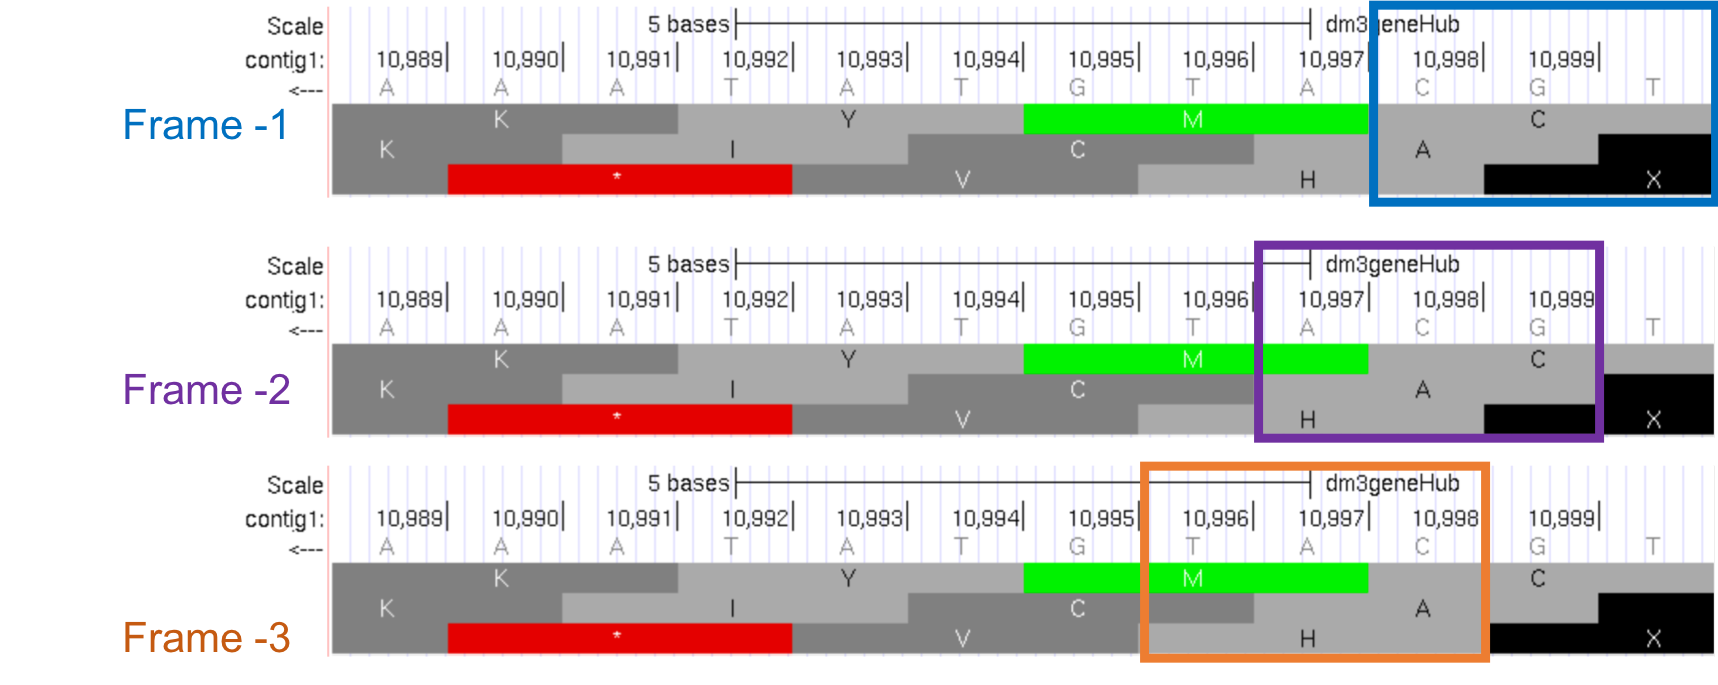 Scale 5 bases dm3geneHub
contig1: 10,989 10,990 10,991 10,992 10,993 10,994 10,995 10,996 10,997 10,998 10,999
<--- A A A T A T G T A C G T
Frame -1 K Y M C
K I C A
* V H X
Scale 5 bases dm3geneHub
contig1: 10,989 10,990 10,991 10,992 10,993 10,994 10,995 10,996 10,997 10,998 10,999
<--- A A A T A T G T A C G T
K Y M C
Frame -2 K I C A
* V H X
Scale 5 bases dm3geneHub
contig1: 10,989 10,990 10,991 10,992 10,993 10,994 10,995 10,996 10,997 10,998 10,999
<--- A A A T A T G T A C G T
K Y M C
K I C A
Frame -3 * V H X